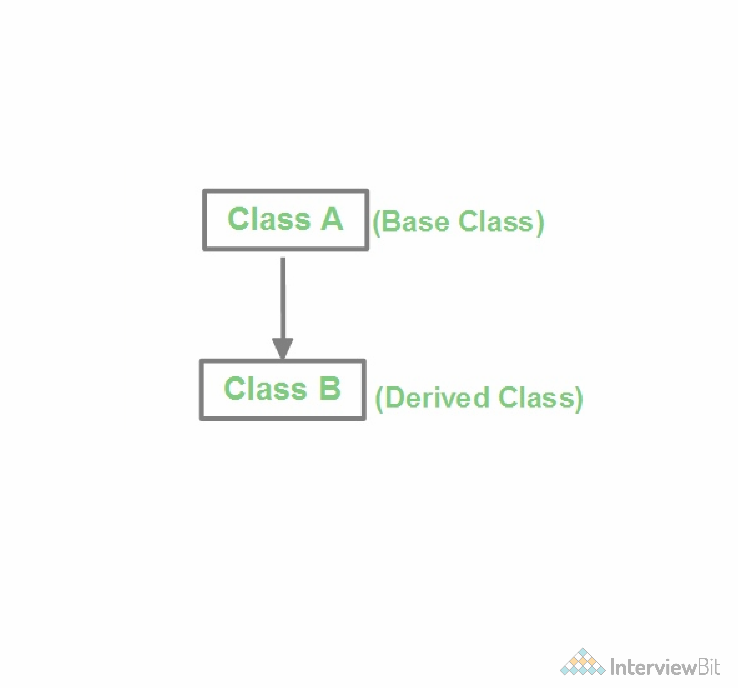 Class A (Base Class)
Class B (Derived Class)
InterviewBit